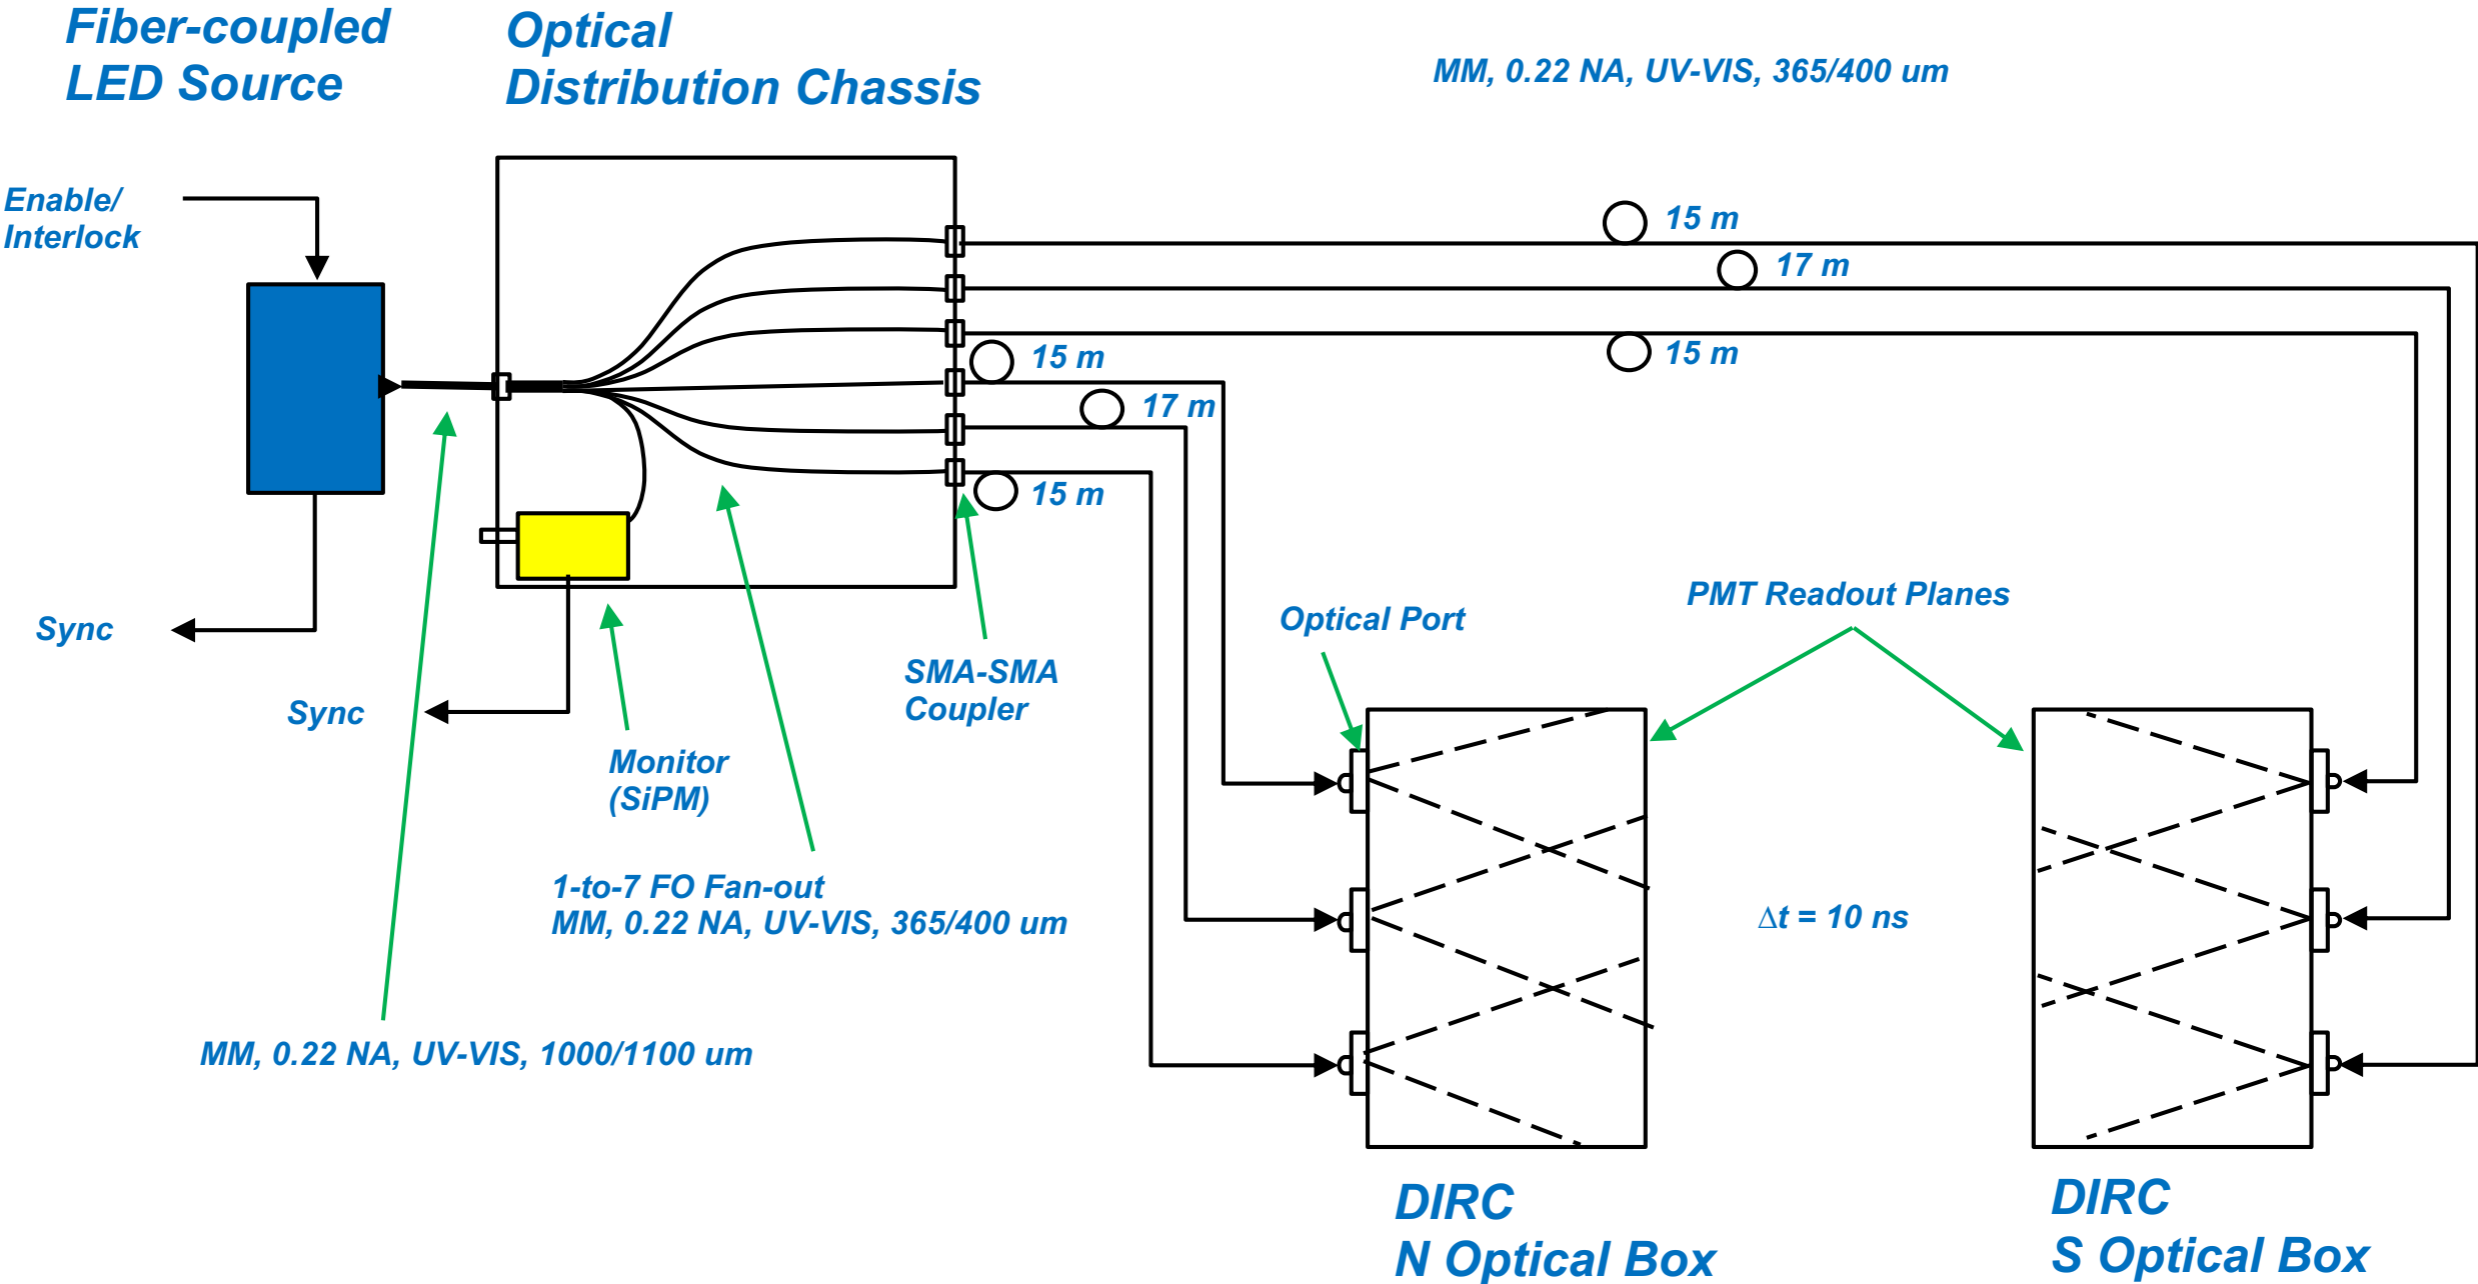 Fiber-coupled
LED Source
Optical
Distribution Chassis
MM, 0.22 NA, UV-VIS, 365/400 um
Enable/
Interlock
15 m
17 m
15 m
15 m
17 m
15 m
Sync
Sync
Monitor
(SiPM)
SMA-SMA
Coupler
Optical Port
PMT Readout Planes
1-to-7 FO Fan-out
MM, 0.22 NA, UV-VIS, 365/400 um
Δt = 10 ns
MM, 0.22 NA, UV-VIS, 1000/1100 um
DIRC
N Optical Box
DIRC
S Optical Box